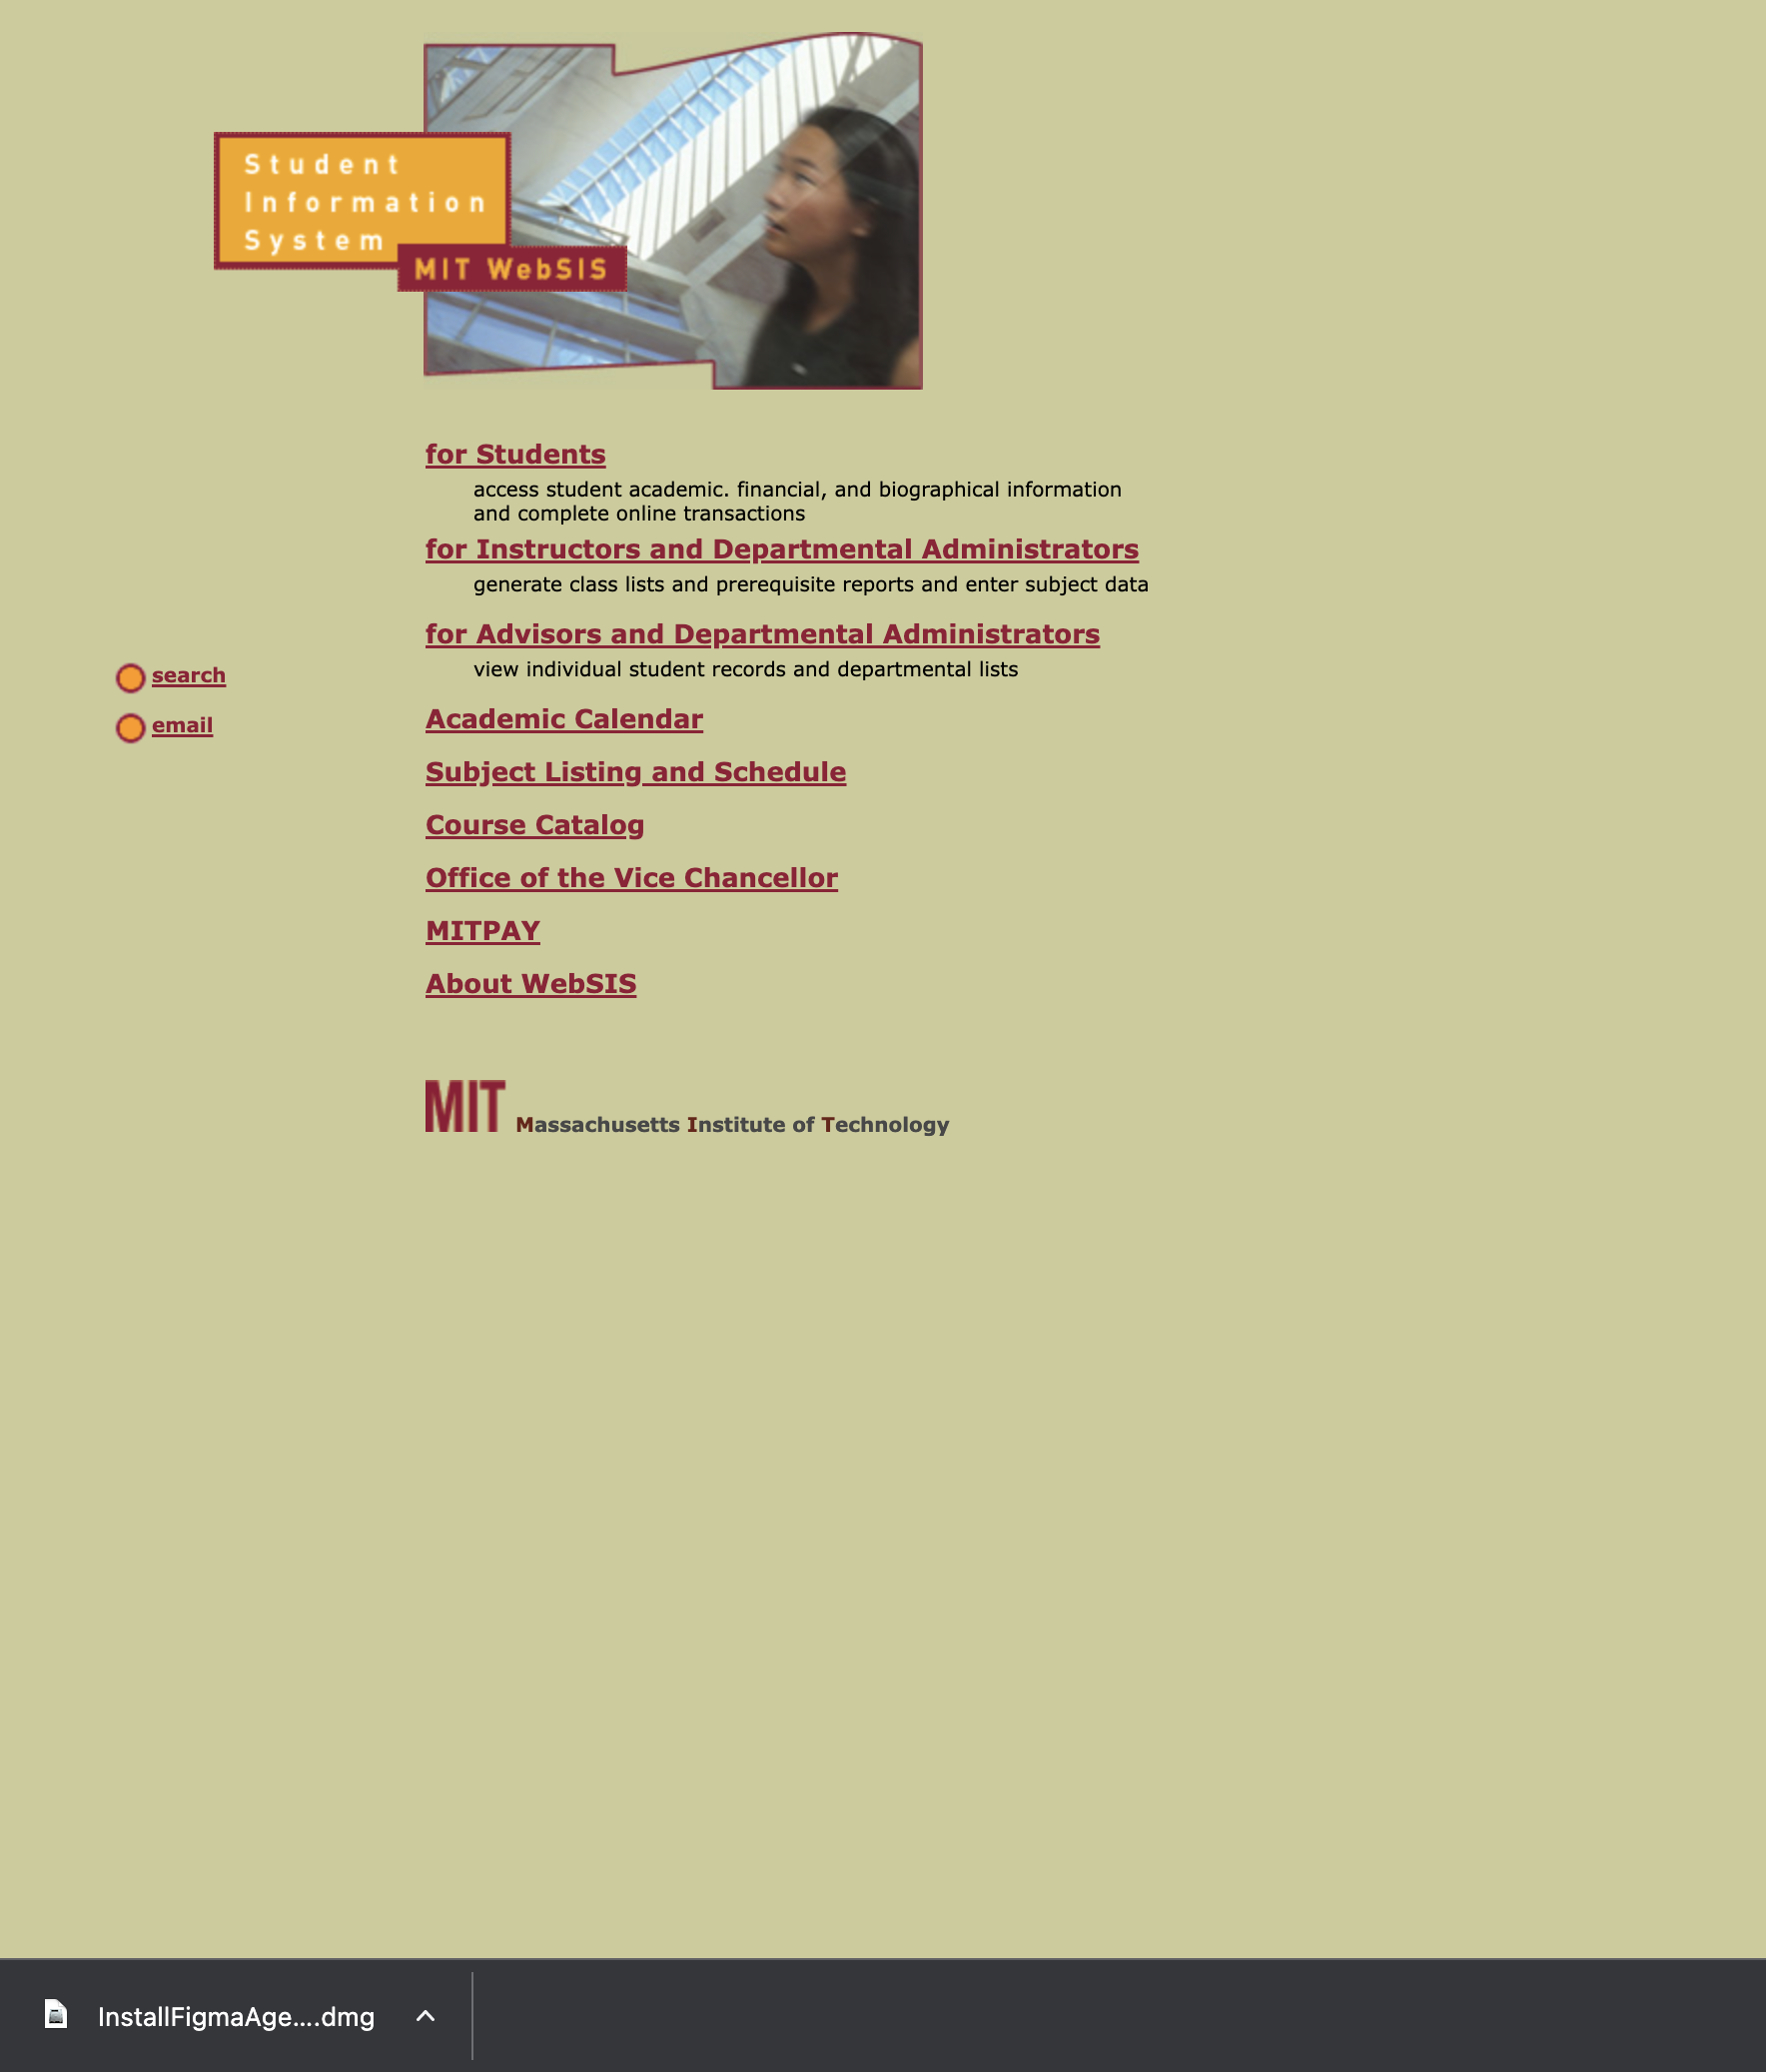 Student
Information
System
MIT WebSIS
for Students
access student academic. financial, and biographical information
and complete online transactions
for Instructors and Departmental Administrators
generate class lists and prerequisite reports and enter subject data
for Advisors and Departmental Administrators
view individual student records and departmental lists
search
email
Academic Calendar
Subject Listing and Schedule
Course Catalog
Office of the Vice Chancellor
MITPAY
About WebSIS
MIT Massachusetts Institute of Technology
InstallFigmaAge....dmg